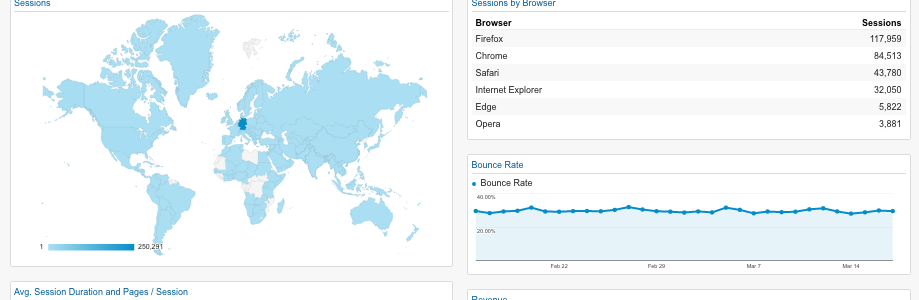 Sessions
1
250,291
Avg. Session Duration and Pages / Session
Sessions by Browser
Browser Sessions
Firefox 117,959
Chrome 84,513
Safari 43,780
Internet Explorer 32,050
Edge 5,822
Opera 3,881
Bounce Rate
Bounce Rate
40.00%
20.00%
Feb 22 Feb 29 Mar 7 Mar 14
Revenue